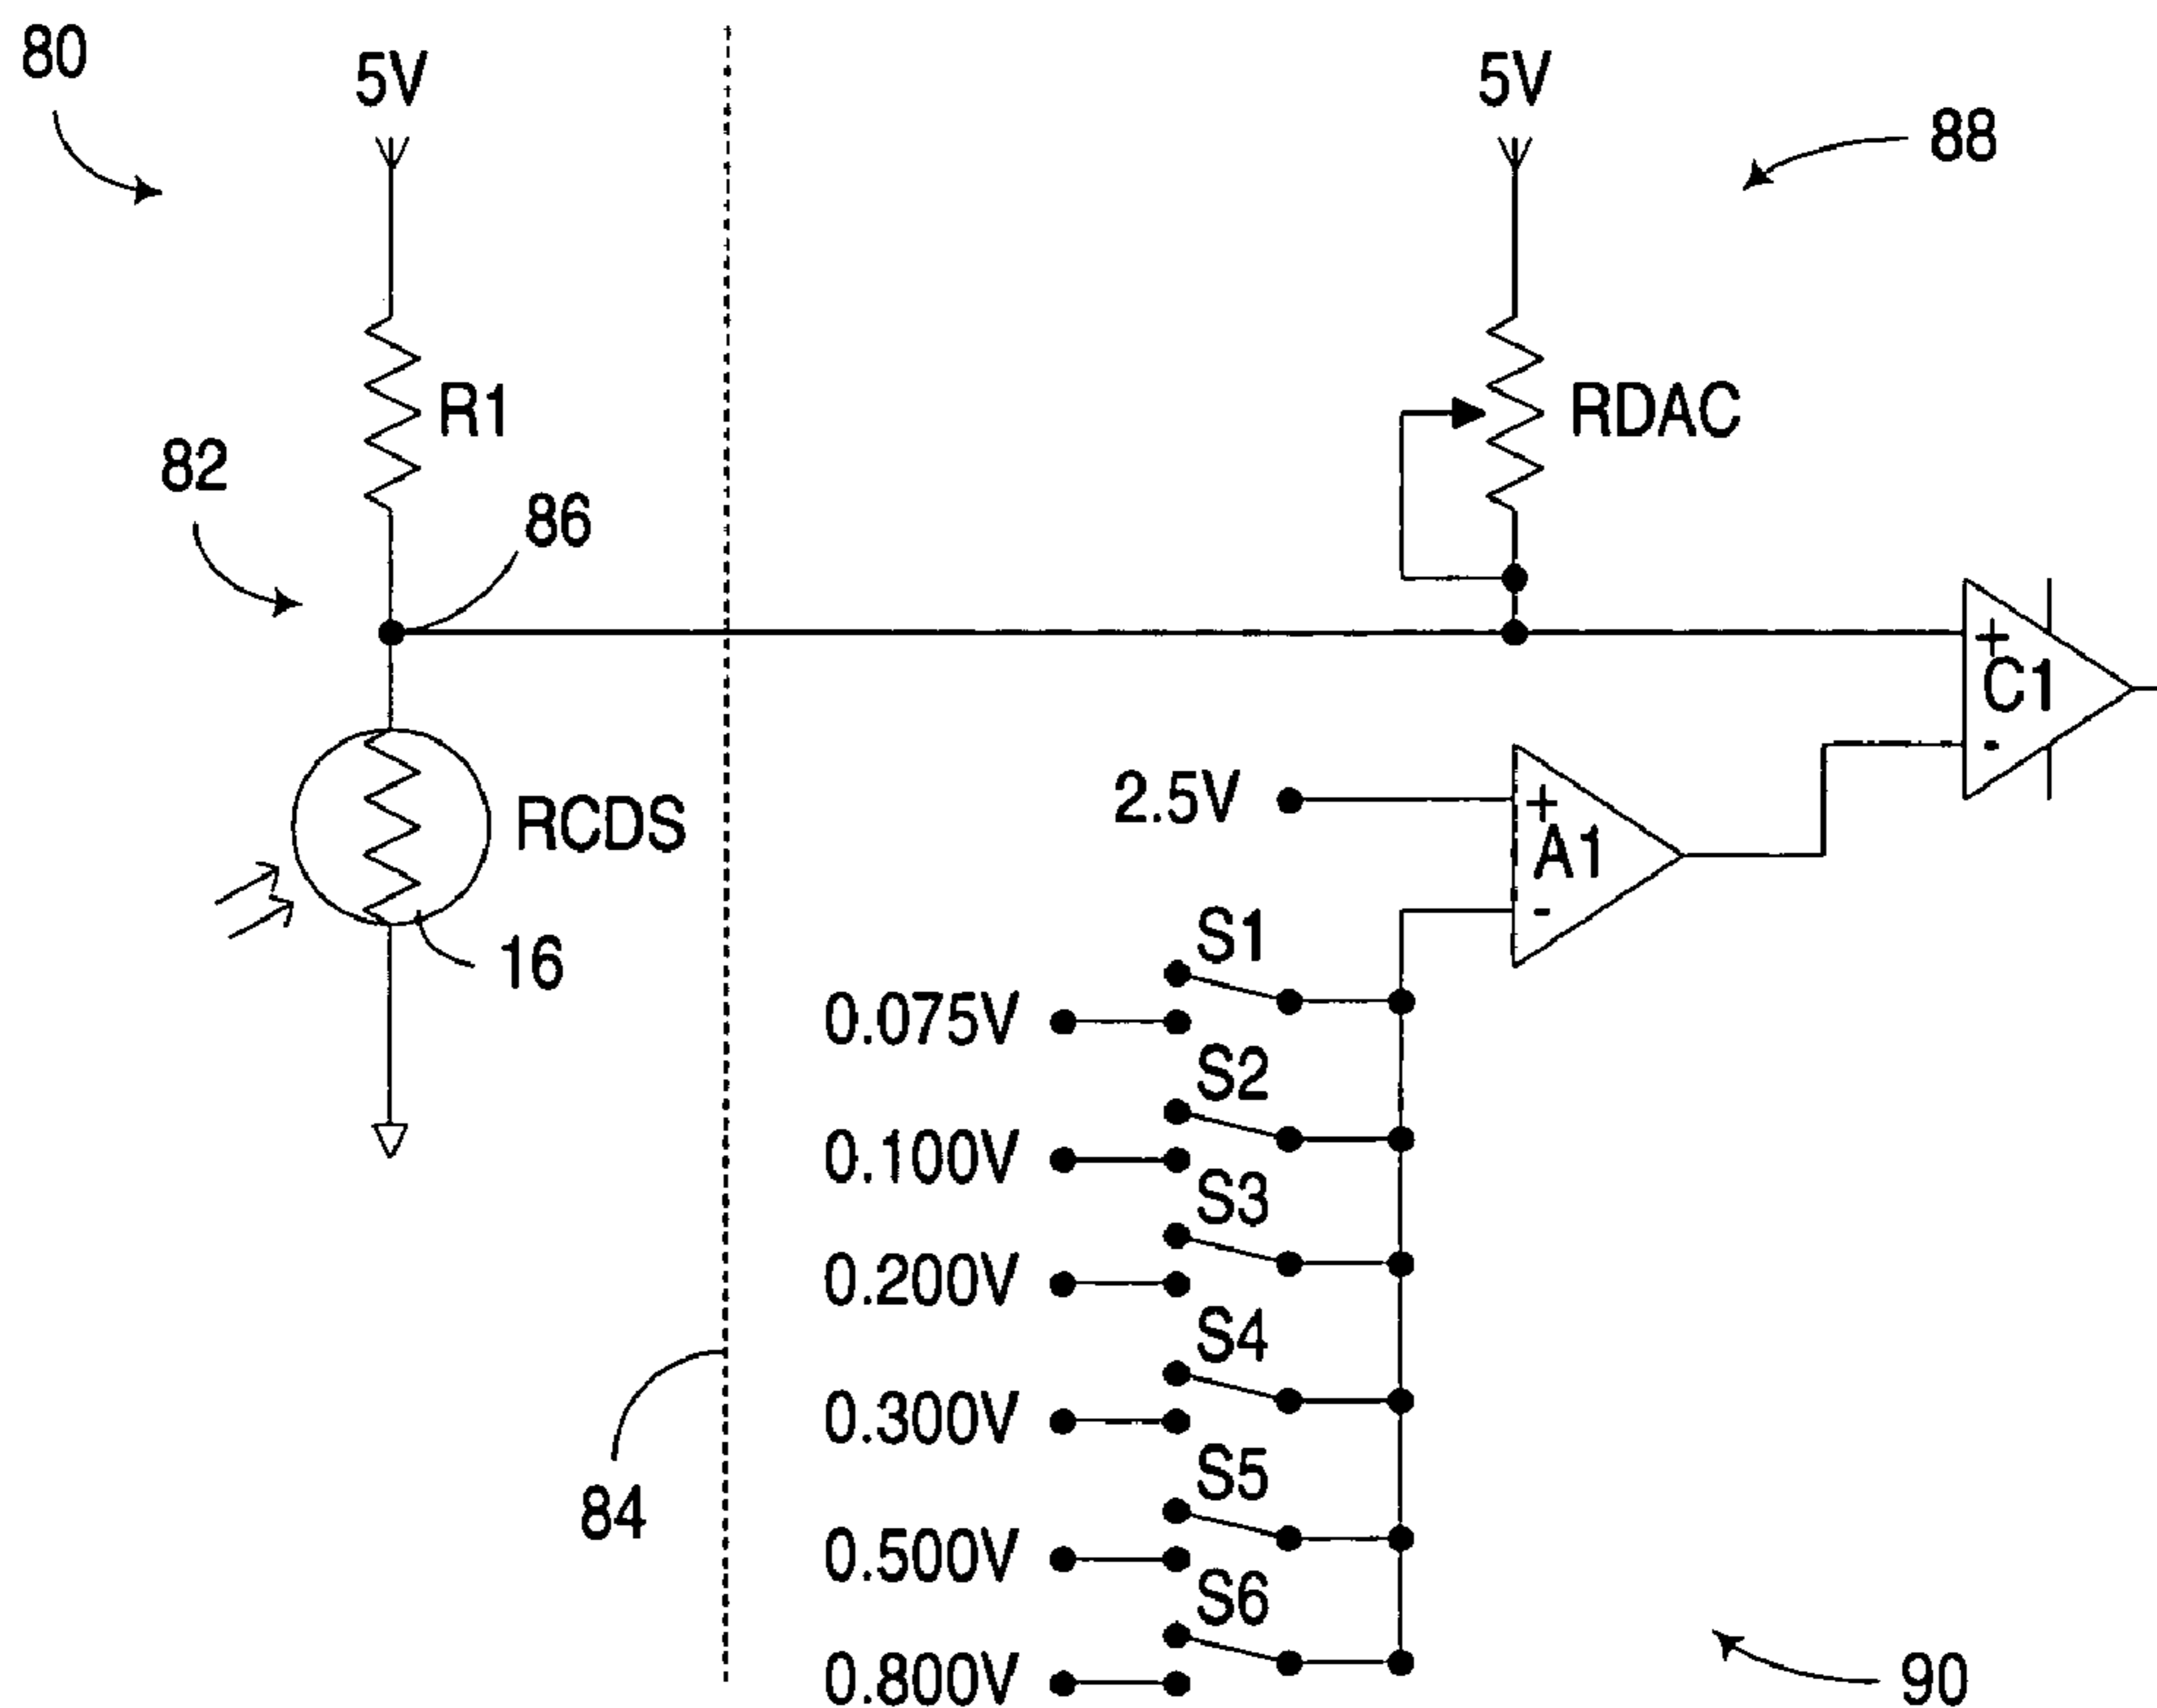 80
5V
5V
88
R1
RDAC
82
86
+
C1
-
2.5V
+
A1
-
RCDS
16
S1
0.075V
S2
0.100V
S3
0.200V
S4
0.300V
S5
84
0.500V
S6
0.800V
90